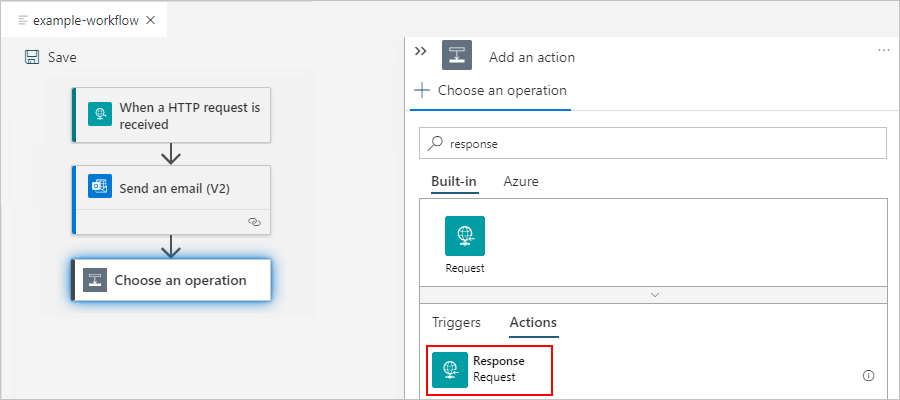 example-workflow
Save
When a HTTP request is
received
Send an email (V2)
Choose an operation
Add an action
Choose an operation
response
Built-in Azure
Request
Triggers Actions
Response
Request